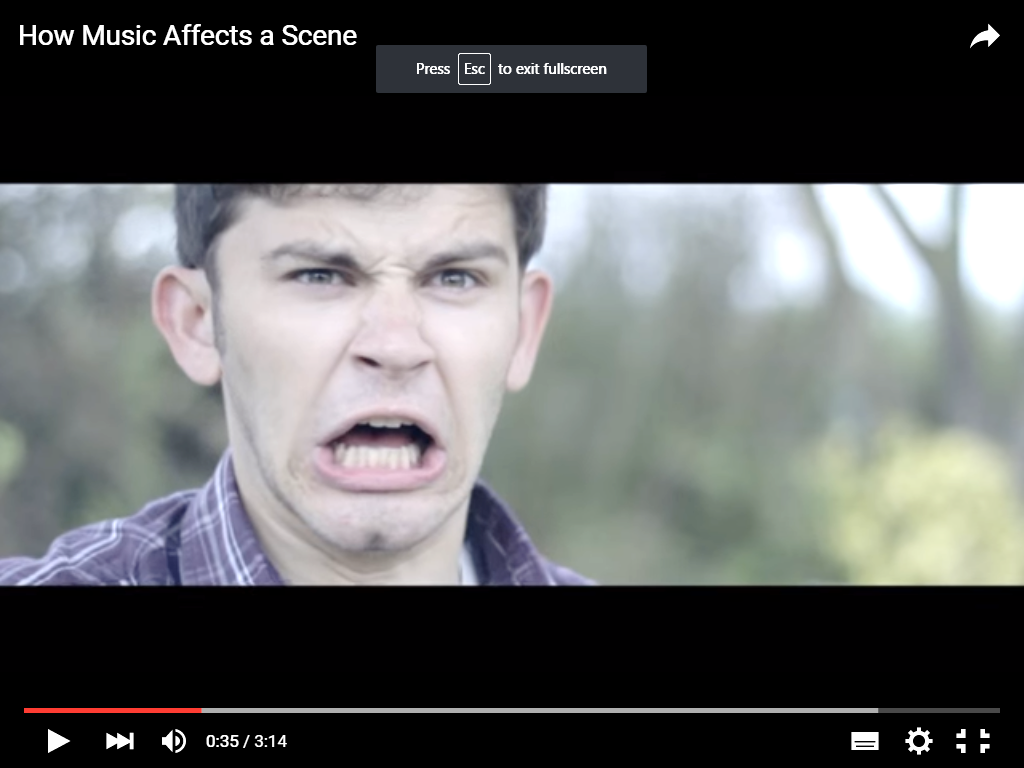 How Music Affects a Scene
Press Esc to exit fullscreen
0:35 / 3:14